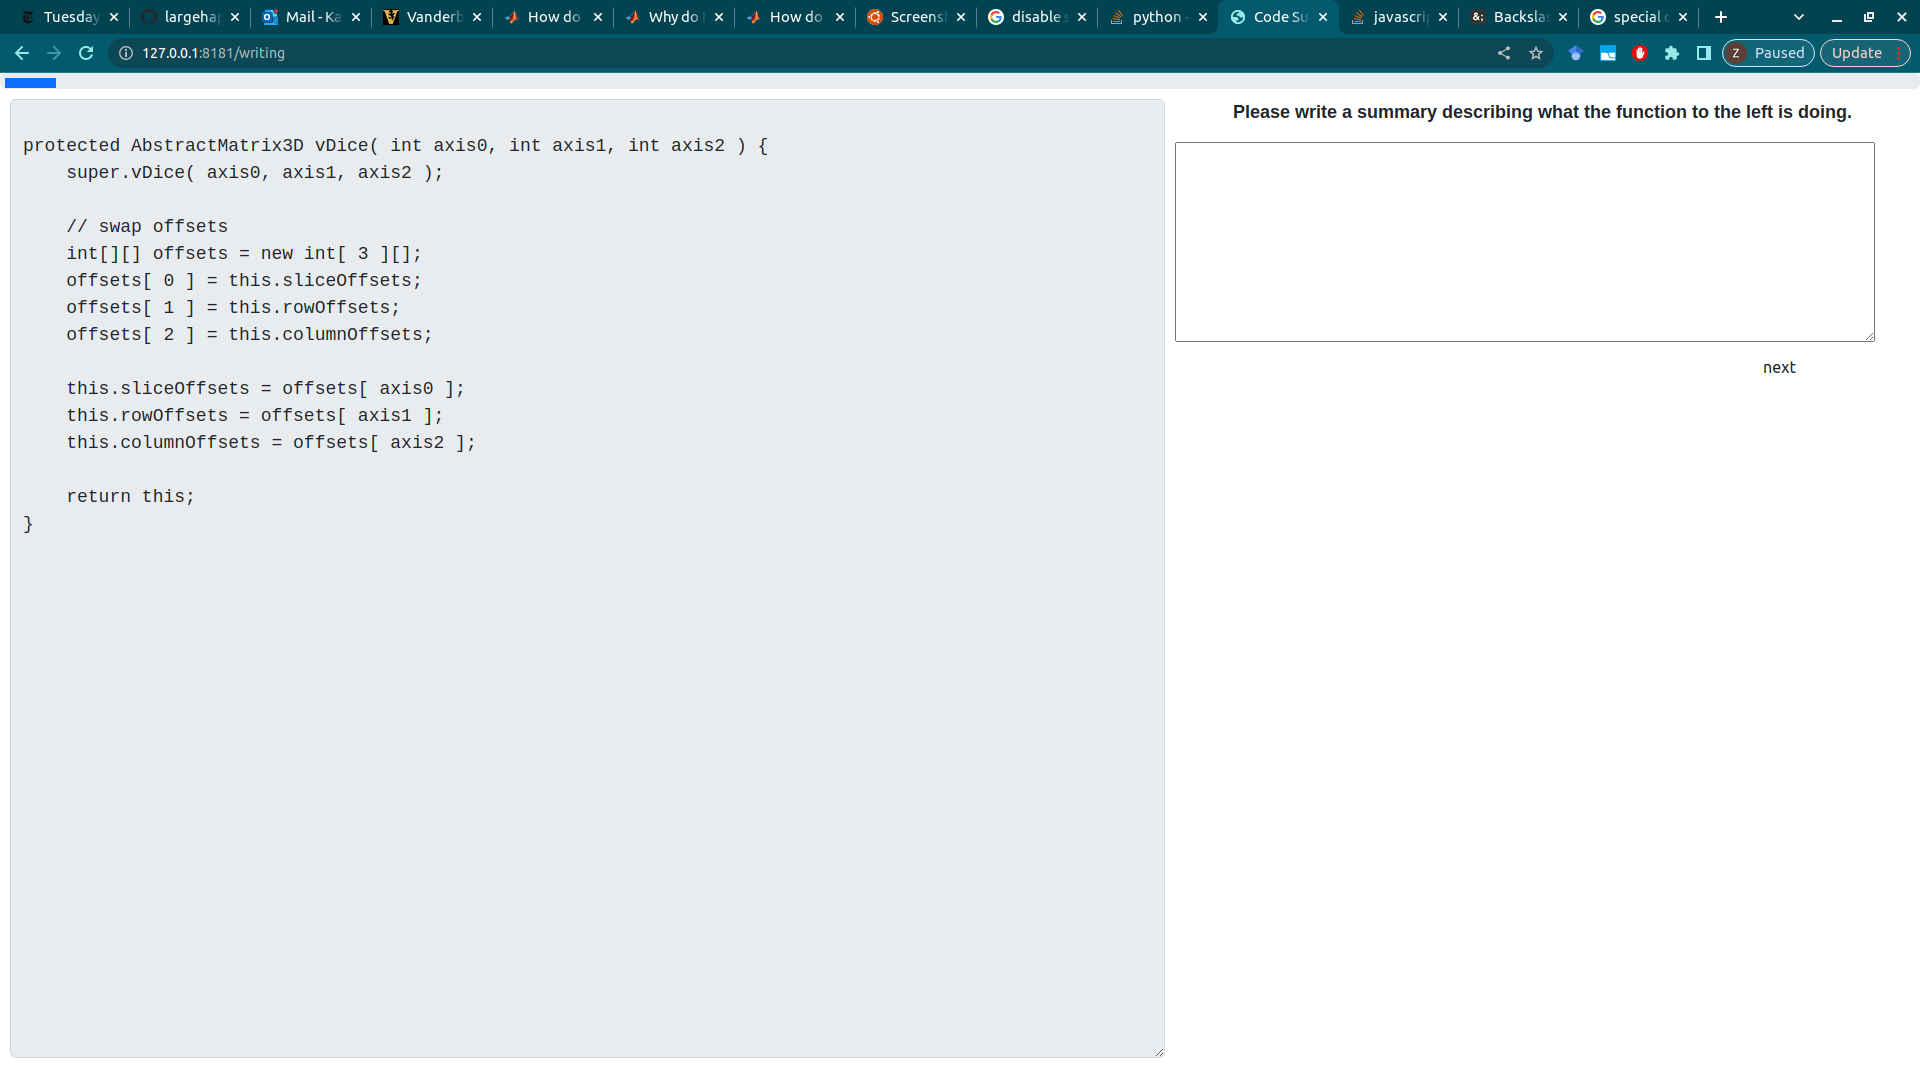 Tuesday
largehap
Mail - Ka
Vanderb
How do
Why do
How do
Screensh
disable s
python -
Code Su
javascrip
Backslas
special c
127.0.0.1:8181/writing
Z Paused
Update
Please write a summary describing what the function to the left is doing.
protected AbstractMatrix3D vDice( int axis0, int axis1, int axis2 ) {
    super.vDice( axis0, axis1, axis2 );
    // swap offsets
    int[][] offsets = new int[ 3 ][];
    offsets[ 0 ] = this.sliceOffsets;
    offsets[ 1 ] = this.rowOffsets;
    offsets[ 2 ] = this.columnOffsets;
    this.sliceOffsets = offsets[ axis0 ];
    this.rowOffsets = offsets[ axis1 ];
    this.columnOffsets = offsets[ axis2 ];
    return this;
}
next